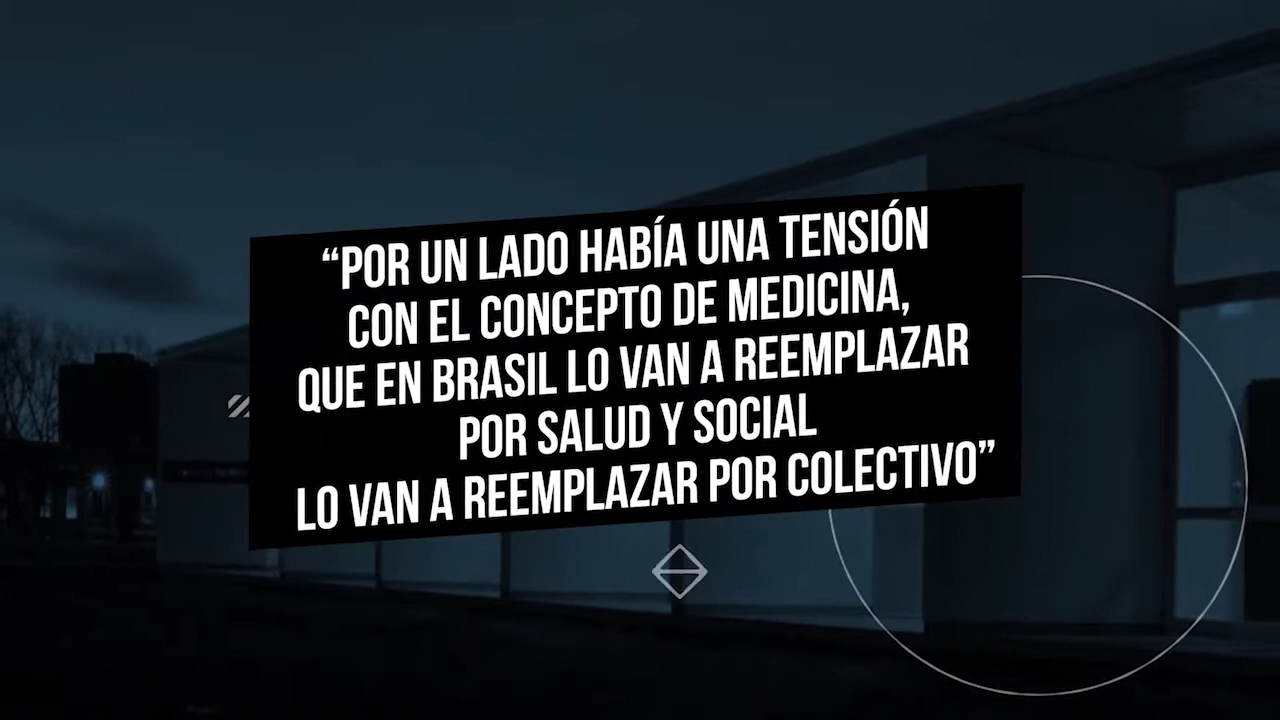 “POR UN LADO HABÍA UNA TENSIÓN
CON EL CONCEPTO DE MEDICINA,
QUE EN BRASIL LO VAN A REEMPLAZAR
POR SALUD Y SOCIAL
LO VAN A REEMPLAZAR POR COLECTIVO”